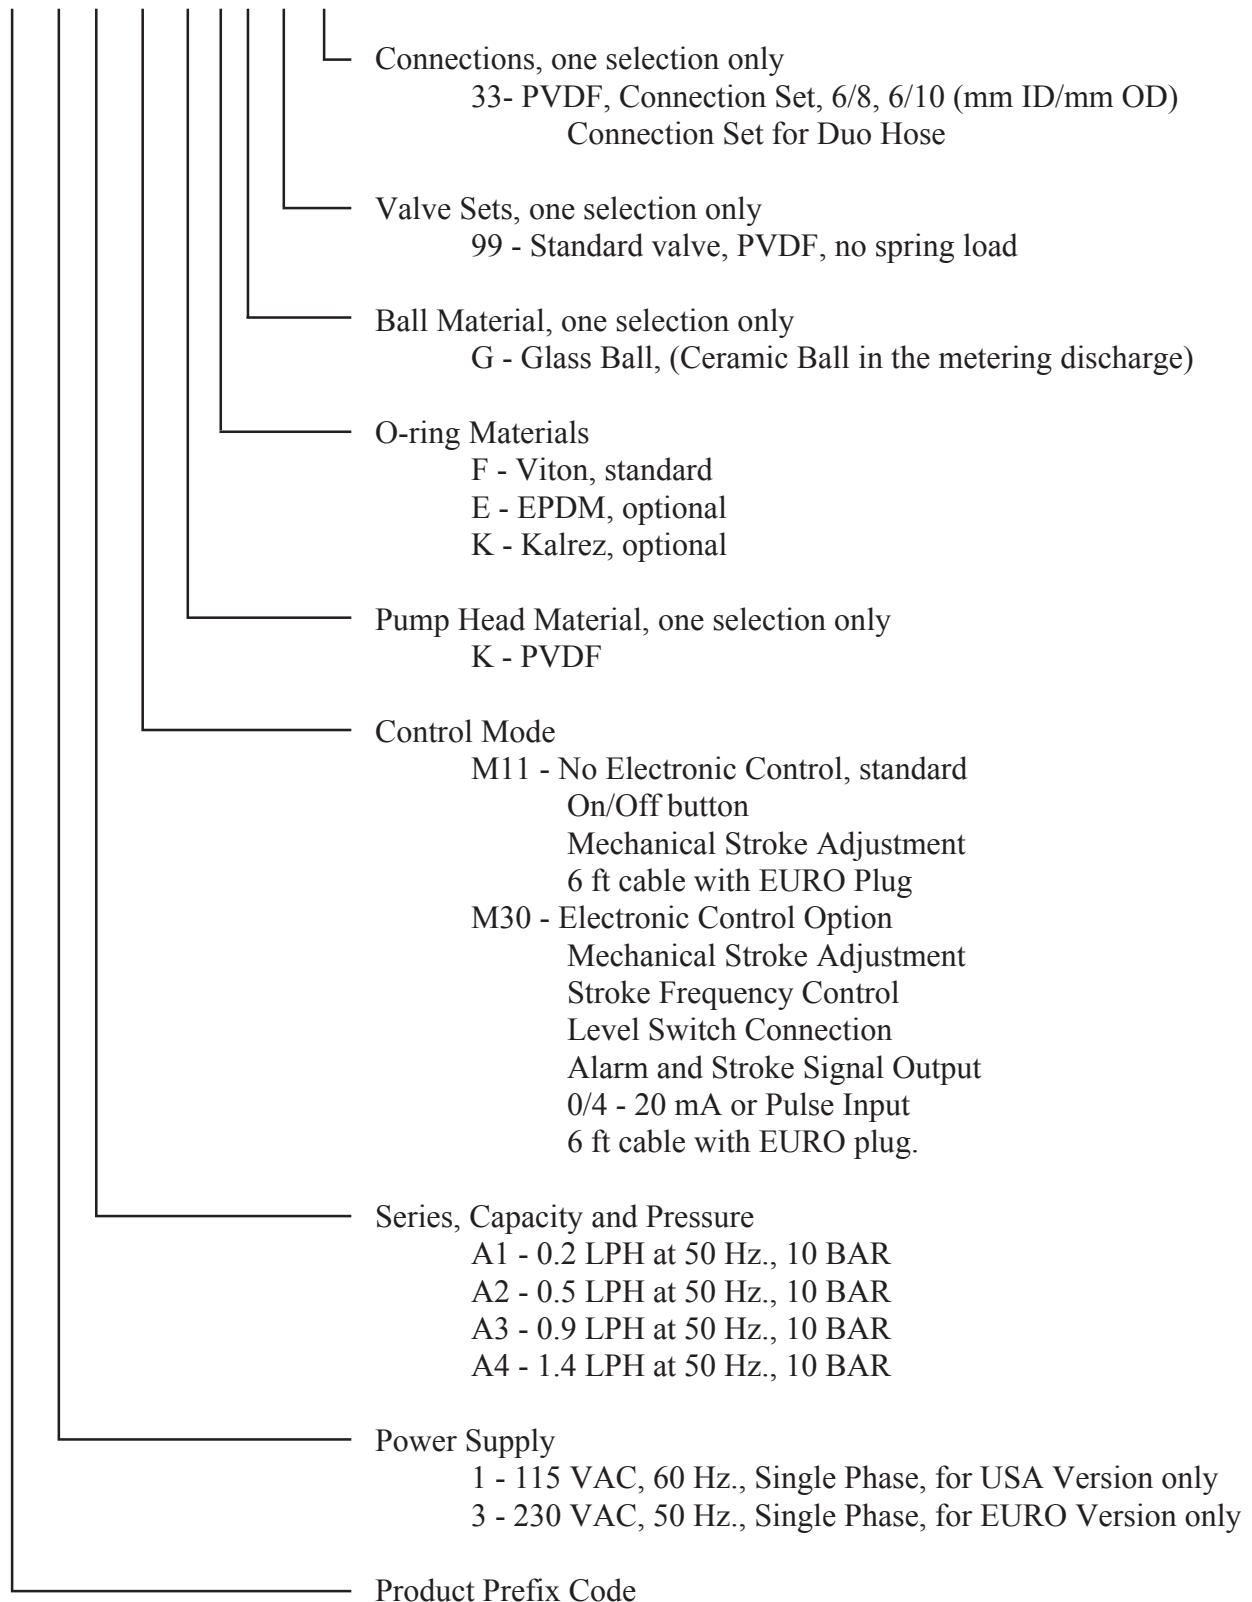 Connections, one selection only
33- PVDF, Connection Set, 6/8, 6/10 (mm ID/mm OD)
Connection Set for Duo Hose
Valve Sets, one selection only
99 - Standard valve, PVDF, no spring load
Ball Material, one selection only
G - Glass Ball, (Ceramic Ball in the metering discharge)
O-ring Materials
F - Viton, standard
E - EPDM, optional
K - Kalrez, optional
Pump Head Material, one selection only
K - PVDF
Control Mode
M11 - No Electronic Control, standard
On/Off button
Mechanical Stroke Adjustment
6 ft cable with EURO Plug
M30 - Electronic Control Option
Mechanical Stroke Adjustment
Stroke Frequency Control
Level Switch Connection
Alarm and Stroke Signal Output
0/4 - 20 mA or Pulse Input
6 ft cable with EURO plug.
Series, Capacity and Pressure
A1 - 0.2 LPH at 50 Hz., 10 BAR
A2 - 0.5 LPH at 50 Hz., 10 BAR
A3 - 0.9 LPH at 50 Hz., 10 BAR
A4 - 1.4 LPH at 50 Hz., 10 BAR
Power Supply
1 - 115 VAC, 60 Hz., Single Phase, for USA Version only
3 - 230 VAC, 50 Hz., Single Phase, for EURO Version only
Product Prefix Code